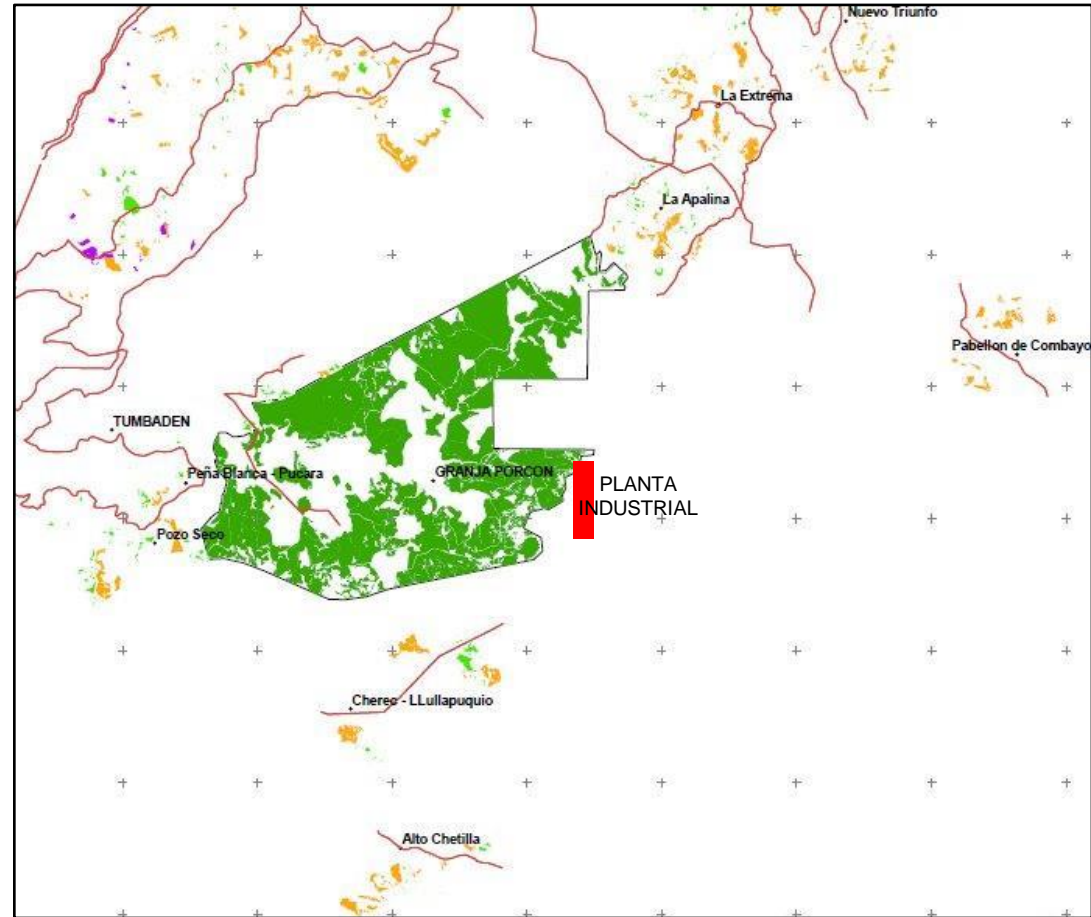 Nuevo Triunfo
La Extrema
La Apalina
Pabellon de Combayo
TUMBADEN
Peña Blanca - Pucara
GRANJA PORCON
PLANTA
INDUSTRIAL
Pozo Seco
Cherec - LLullapuquio
Alto Chetilla